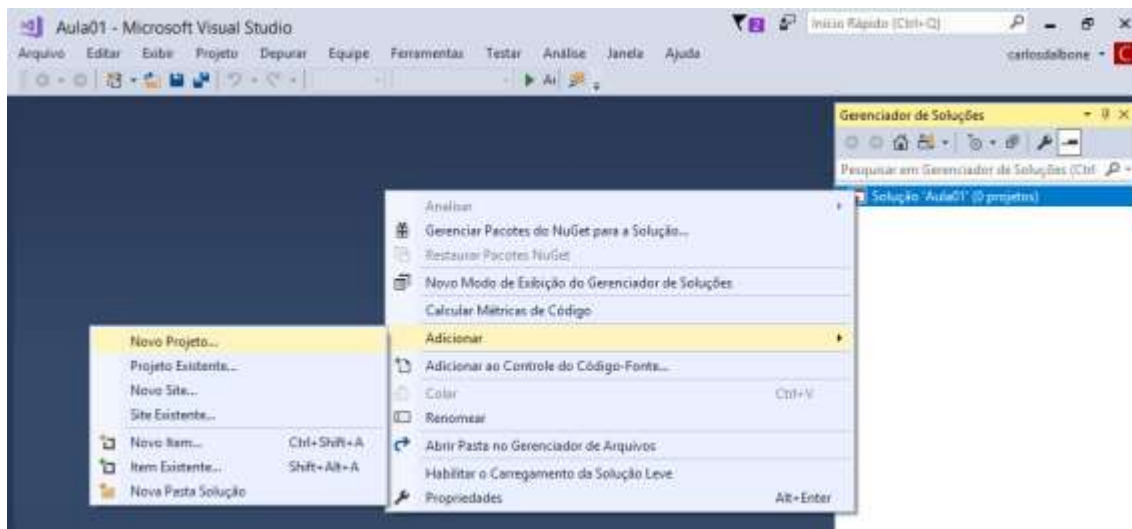 Aula01 - Microsoft Visual Studio
Início Rápido (Ctrl+Q)
Arquivo Editar Exibir Projeto Depurar Equipe Ferramentas Testar Análise Janela Ajuda
carlosdalbone
C
Gerenciador de Soluções
Pesquisar em Gerenciador de Soluções (Ctrl
Solução 'Aula01' (0 projetos)
Analisar
Gerenciar Pacotes do NuGet para a Solução...
Restaurar Pacotes NuGet
Novo Modo de Exibição do Gerenciador de Soluções
Calcular Métricas de Código
Adicionar
Adicionar ao Controle do Código-Fonte...
Colar Ctrl+V
Renomear
Abrir Pasta no Gerenciador de Arquivos
Habilitar o Carregamento da Solução Leve
Propriedades Alt+Enter
Novo Projeto...
Projeto Existente...
Novo Site...
Site Existente...
Novo Item... Ctrl+Shift+A
Item Existente... Shift+Alt+A
Nova Pasta Solução